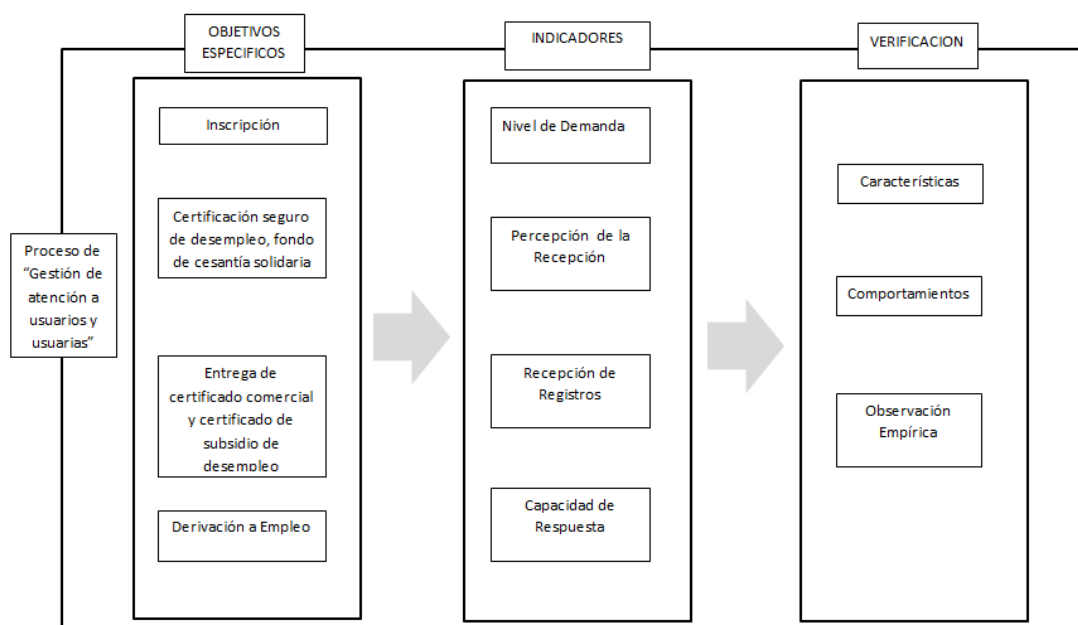 OBJETIVOS
ESPECIFICOS
INDICADORES
VERIFICACION
Proceso de
“Gestión de
atención a
usuarios y
usuarias”
Inscripción
Certificación seguro
de desempleo, fondo
de cesantía solidaria
Entrega de
certificado comercial
y certificado de
subsidio de
desempleo
Derivación a Empleo
Nivel de Demanda
Percepción de la
Recepción
Recepción de
Registros
Capacidad de
Respuesta
Características
Comportamientos
Observación
Empírica